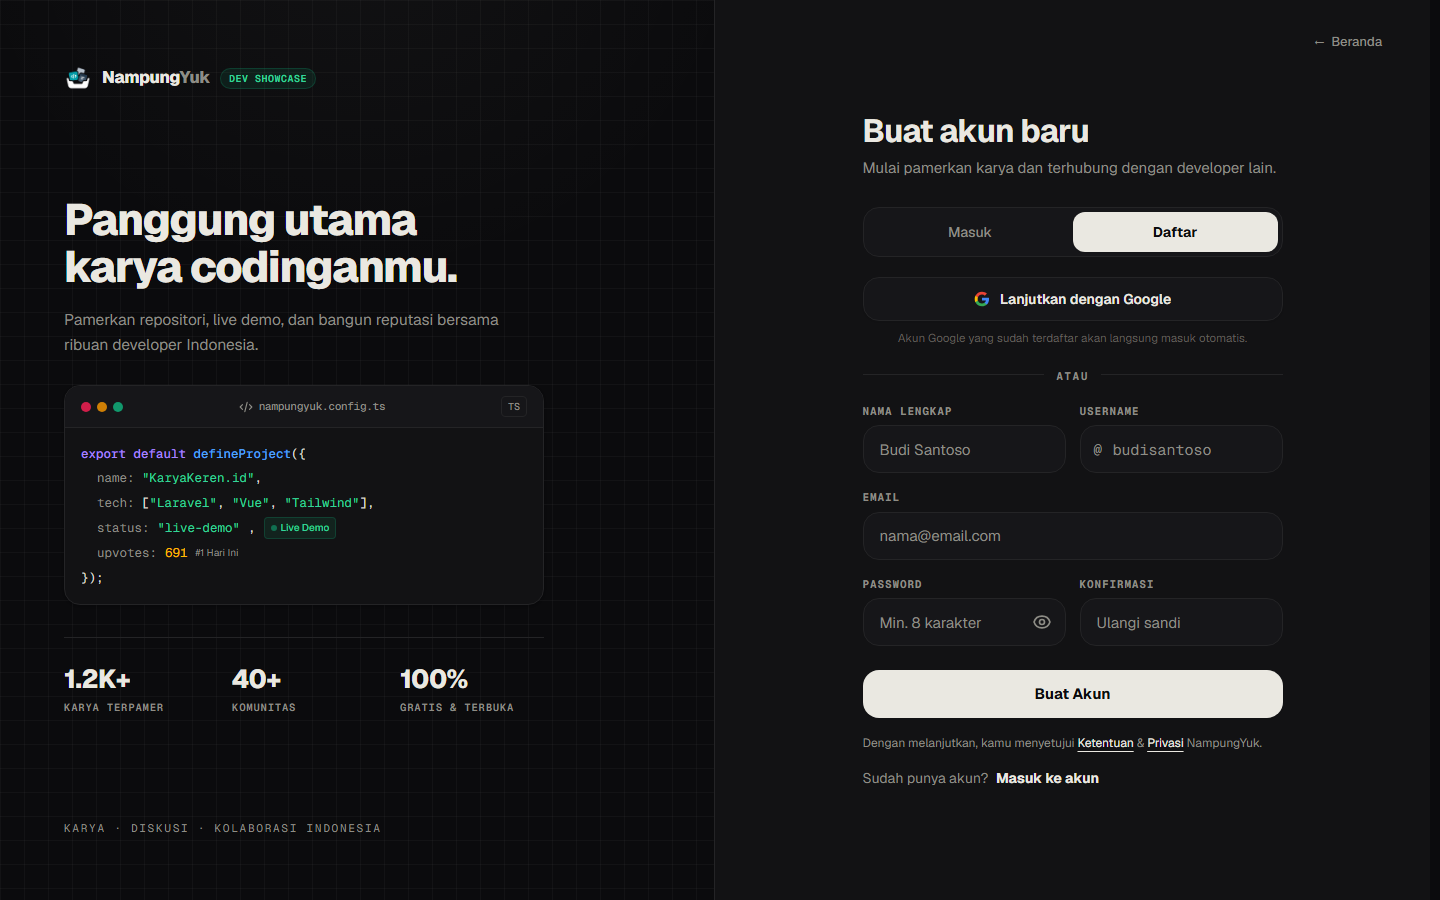 NampungYuk DEV SHOWCASE
Panggung utama
karya codinganmu.
Pamerkan repositori, live demo, dan bangun reputasi bersama
ribuan developer Indonesia.
nampungyuk.config.ts TS
export default defineProject({
name: "KaryaKeren.id",
tech: ["Laravel", "Vue", "Tailwind"],
status: "live-demo" , Live Demo
upvotes: 691 #1 Hari Ini
});
1.2K+ 40+ 100%
KARYA TERPAMER KOMUNITAS GRATIS & TERBUKA
KARYA · DISKUSI · KOLABORASI INDONESIA
← Beranda
Buat akun baru
Mulai pamerkan karya dan terhubung dengan developer lain.
Masuk Daftar
Lanjutkan dengan Google
Akun Google yang sudah terdaftar akan langsung masuk otomatis.
ATAU
NAMA LENGKAP USERNAME
Budi Santoso @ budisantoso
EMAIL
nama@email.com
PASSWORD KONFIRMASI
Min. 8 karakter Ulangi sandi
Buat Akun
Dengan melanjutkan, kamu menyetujui Ketentuan & Privasi NampungYuk.
Sudah punya akun? Masuk ke akun